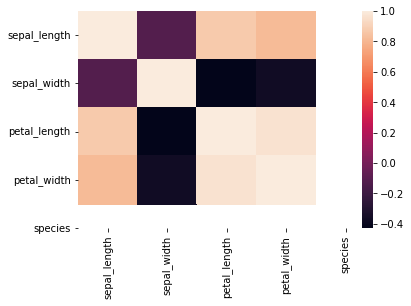 sepal_length
sepal_width
petal_length
petal_width
species
sepal_length
sepal_width
petal_length
petal_width
species
1.0
0.8
0.6
0.4
0.2
0.0
−0.2
−0.4